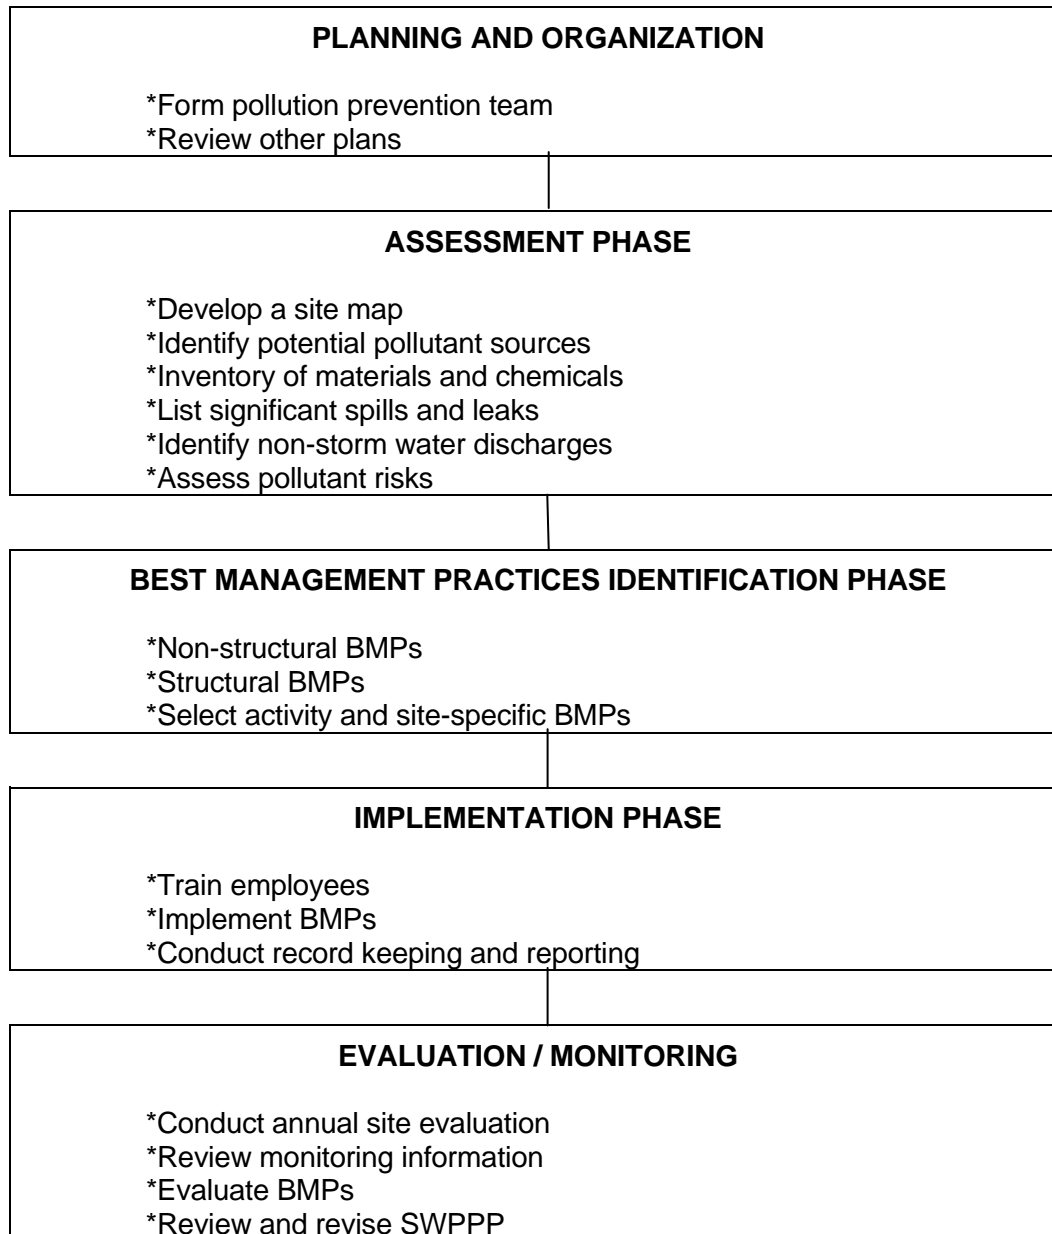 PLANNING AND ORGANIZATION
*Form pollution prevention team
*Review other plans
ASSESSMENT PHASE
*Develop a site map
*Identify potential pollutant sources
*Inventory of materials and chemicals
*List significant spills and leaks
*Identify non-storm water discharges
*Assess pollutant risks
BEST MANAGEMENT PRACTICES IDENTIFICATION PHASE
*Non-structural BMPs
*Structural BMPs
*Select activity and site-specific BMPs
IMPLEMENTATION PHASE
*Train employees
*Implement BMPs
*Conduct record keeping and reporting
EVALUATION / MONITORING
*Conduct annual site evaluation
*Review monitoring information
*Evaluate BMPs
*Review and revise SWPPP